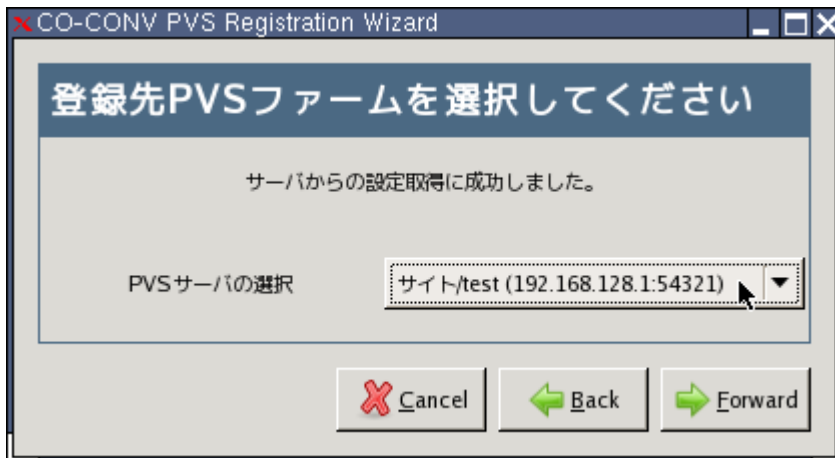 CO-CONV PVS Registration Wizard
登録先PVSファームを選択してください
サーバからの設定取得に成功しました。
PVSサーバの選択 サイト/test (192.168.128.1:54321)
Cancel Back Forward